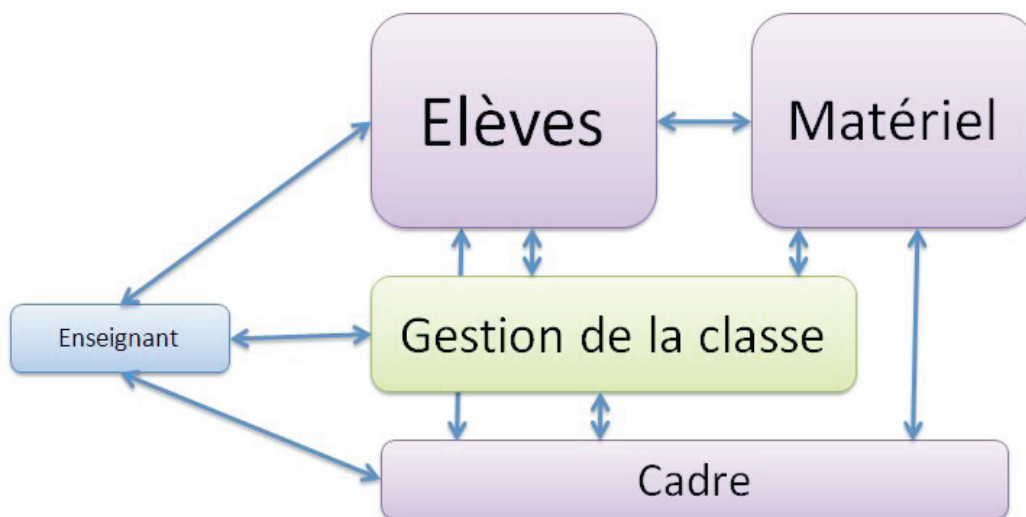 Elèves
Matériel
Enseignant
Gestion de la classe
Cadre